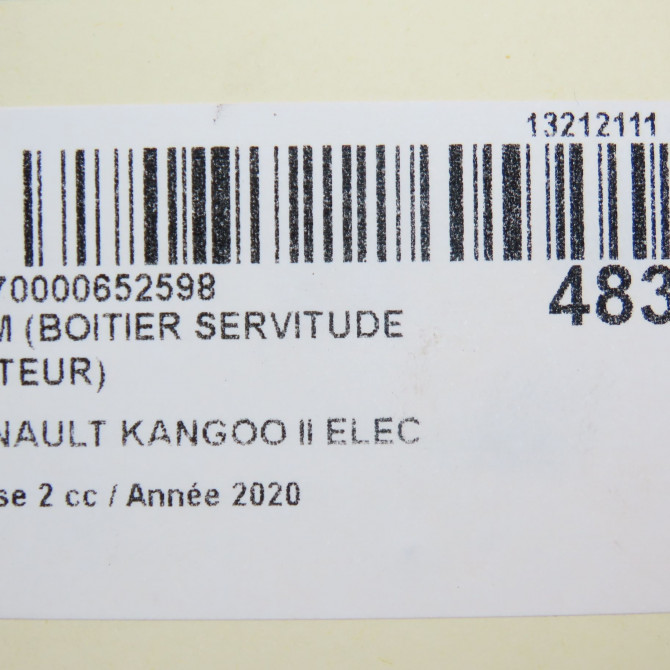 13212111
70000652598
483
M (BOITIER SERVITUDE
TEUR)
NAULT KANGOO II ELEC
se 2 cc / Année 2020